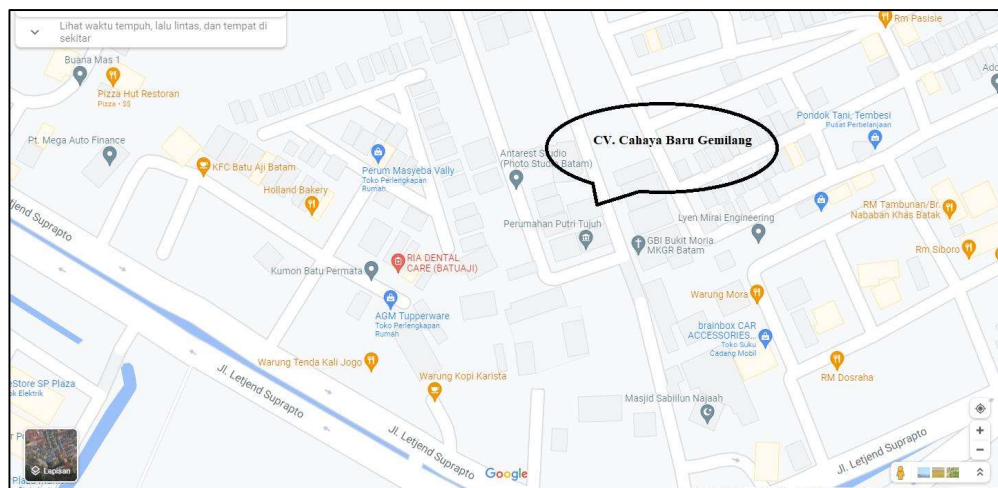 Lihat waktu tempuh, lalu lintas, dan tempat di
sekitar
Rm Pasisie
Buana Mas 1
Pizza Hut Restoran
Pizza • $$
Pt. Mega Auto Finance
KFC Batu Aji Batam
Holland Bakery
Perum Masyeba Vally
Toko Perlengkapan
Rumah
Antarest Studio
(Photo Studio Batam)
CV. Cahaya Baru Gemilang
Pondok Tani, Tembesi
Pusat Perbelanjaan
Perumahan Putri Tujuh
Lyen Mirai Engineering
GBI Bukit Moria
MKGR Batam
RM Tambunan/Br.
Nababan Khas Batak
Rm Siboro
RIA DENTAL
CARE (BATUAJI)
Kumon Batu Permata
AGM Tupperware
Toko Perlengkapan
Rumah
Warung Mora
brainbox CAR
ACCESSORIES...
Toko Suku
Cadang Mobil
Warung Tenda Kali Jogo
Warung Kopi Karista
RM Dosraha
Masjid Sabiilun Najaah
Jl. Letjend Suprapto
Jl. Letjend Suprapto
Jl. Letjend Suprapto
Suprapto
Store SP Plaza
Elektrik
Lapisan
Google